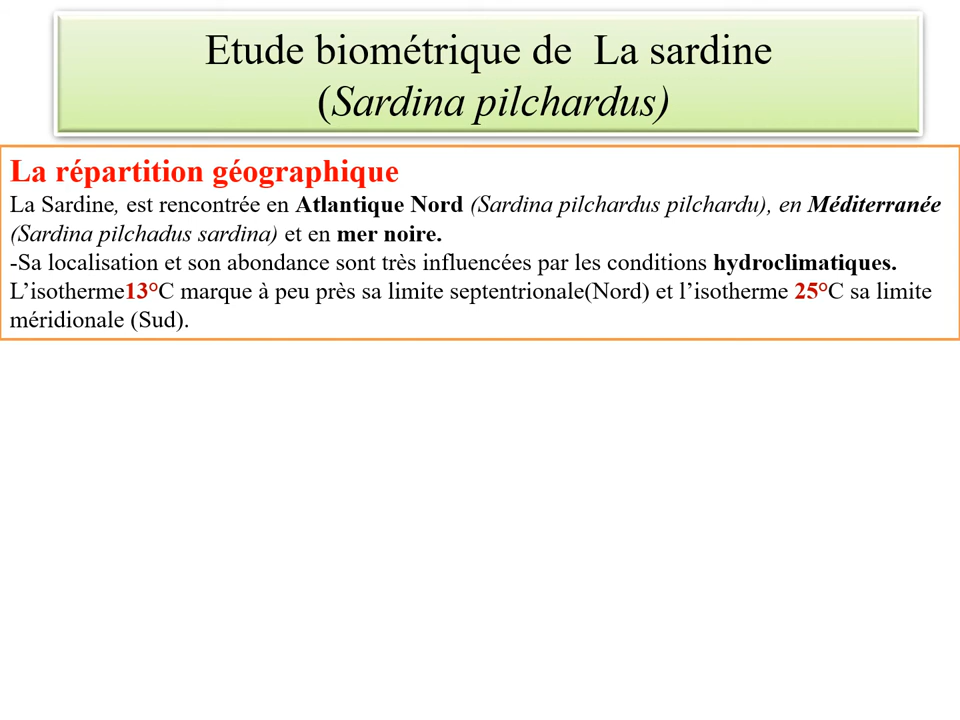 Etude biométrique de  La sardine
(Sardina pilchardus)
La répartition géographique
La Sardine, est rencontrée en Atlantique Nord (Sardina pilchardus pilchardu), en Méditerranée
(Sardina pilchadus sardina) et en mer noire.
-Sa localisation et son abondance sont très influencées par les conditions hydroclimatiques.
L’isotherme13°C marque à peu près sa limite septentrionale(Nord) et l’isotherme 25°C sa limite
méridionale (Sud).